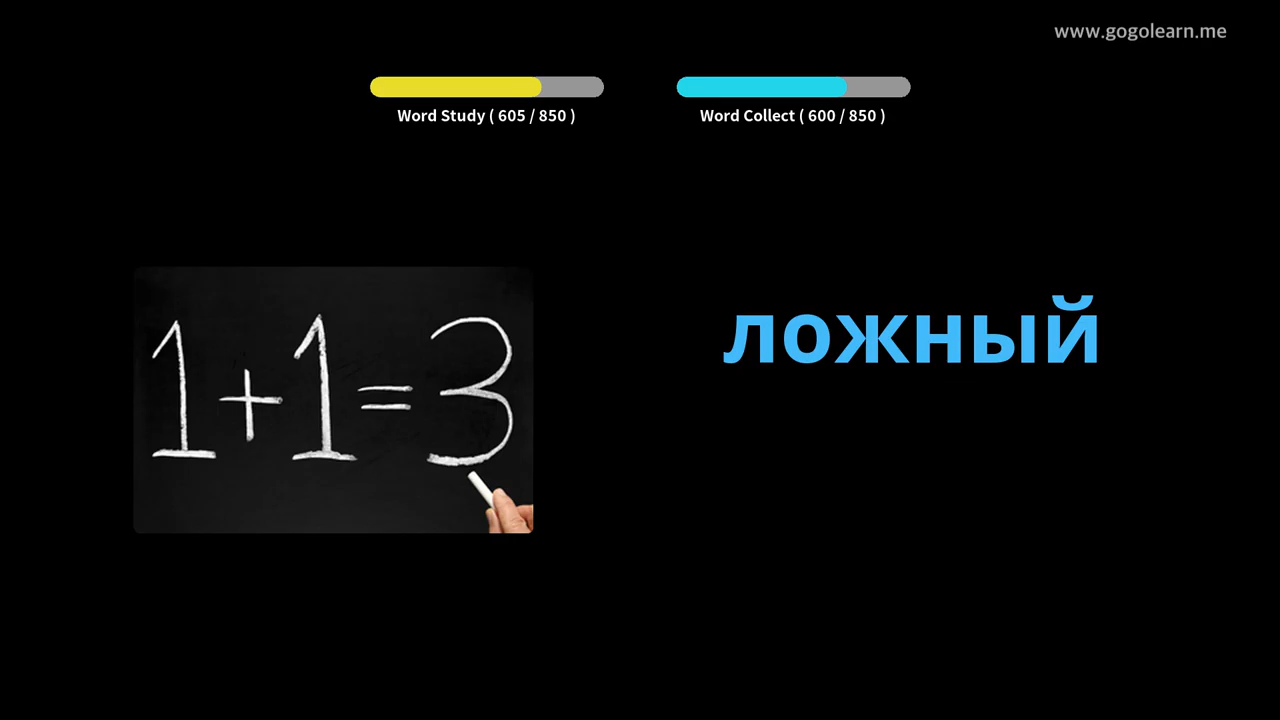 www.gogolearn.me
Word Study ( 605 / 850 )
Word Collect ( 600 / 850 )
ложный
1+1=3